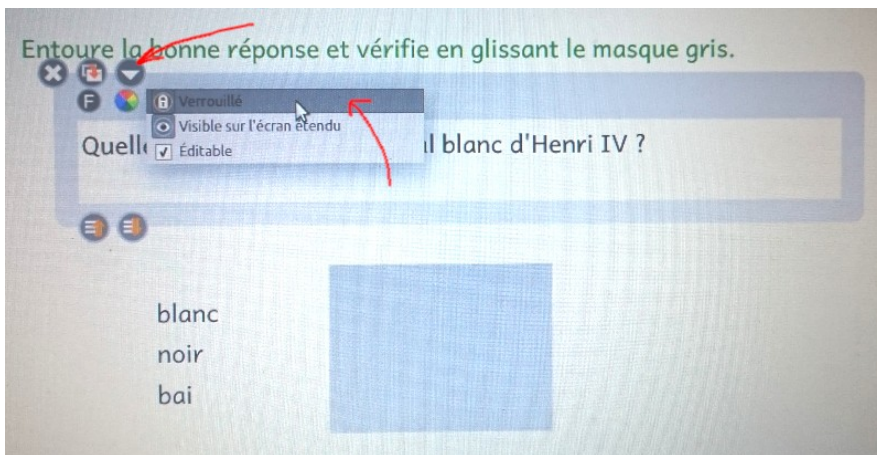 Entoure la bonne réponse et vérifie en glissant le masque gris.
F
Verrouillé
Visible sur l'écran étendu
Éditable
Quelle l blanc d'Henri IV ?
blanc
noir
bai